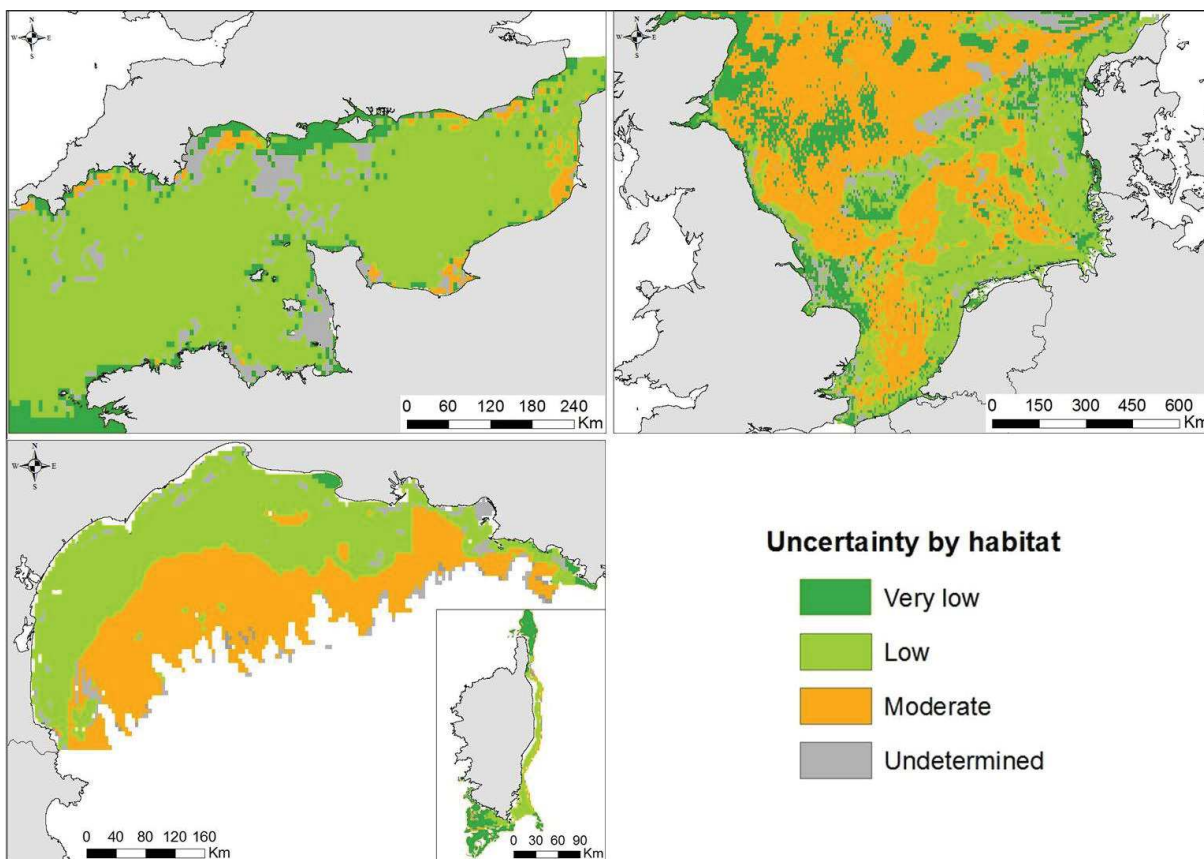 N
W E
S
0 60 120 180 240
Km
N
W E
S
0 150 300 450 600
Km
N
W E
S
0 40 80 120 160
Km
0 30 60 90
Km
Uncertainty by habitat
Very low
Low
Moderate
Undetermined